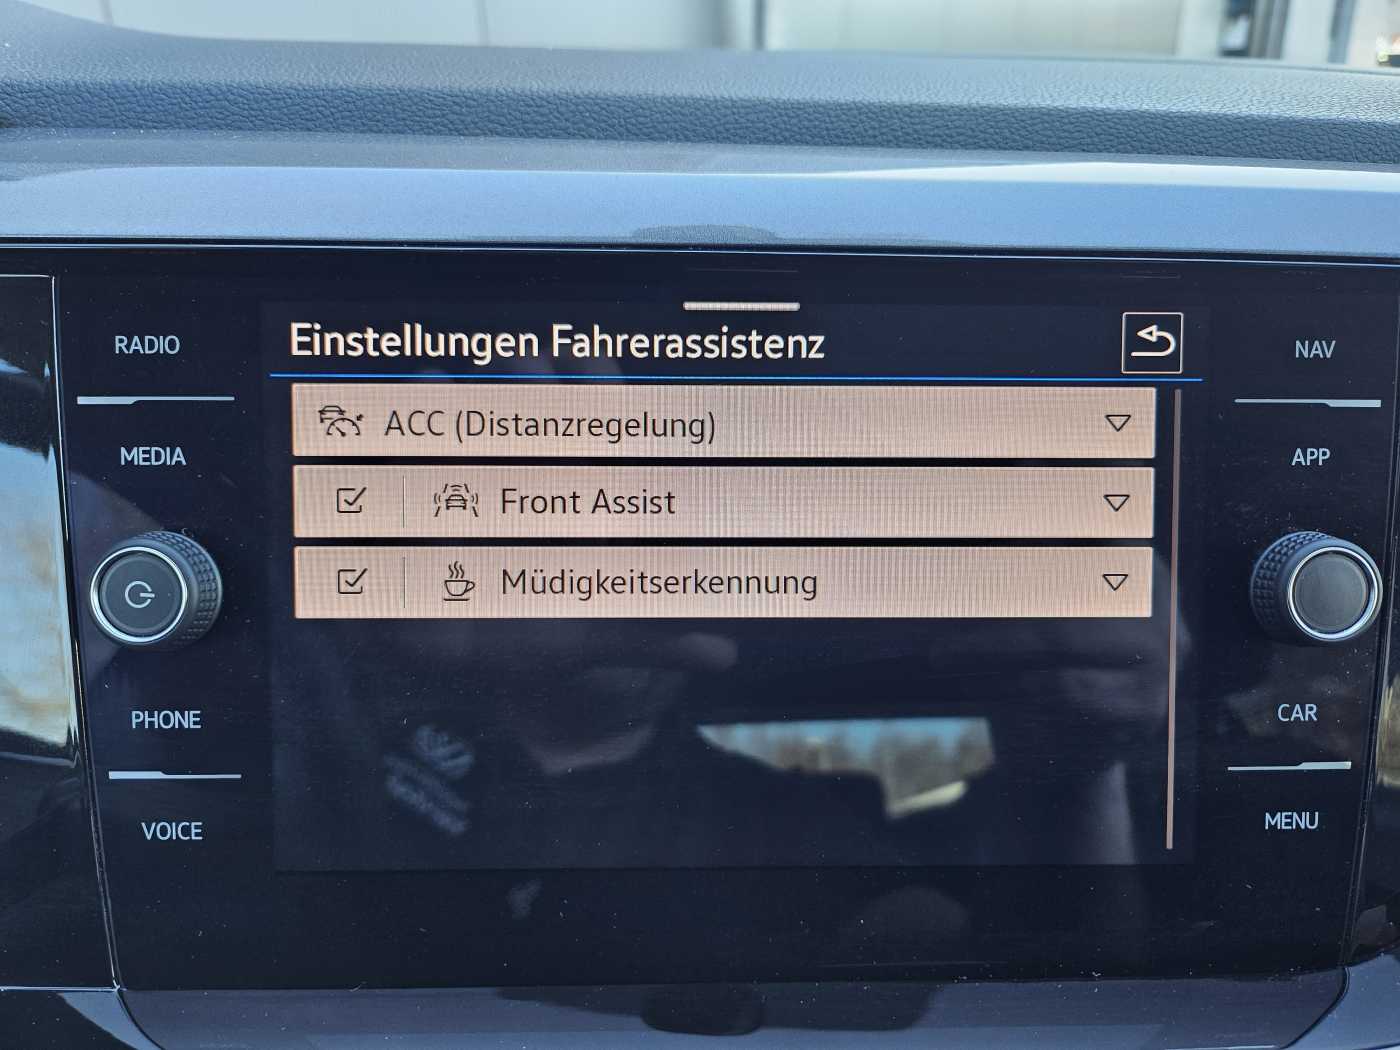 Einstellungen Fahrerassistenz
RADIO
NAV
ACC (Distanzregelung)
MEDIA
APP
Front Assist
Müdigkeitserkennung
PHONE
CAR
VOICE
MENU